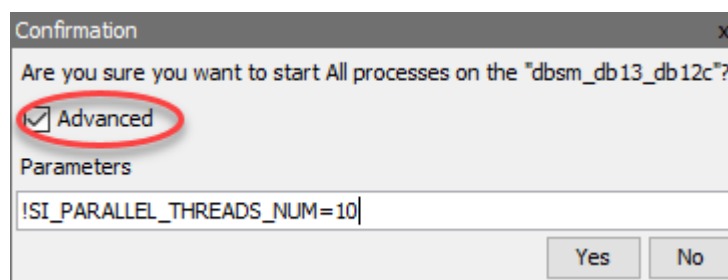 Confirmation x
Are you sure you want to start All processes on the "dbsm_db13_db12c"?
Advanced
Parameters
!SI_PARALLEL_THREADS_NUM=10
Yes No